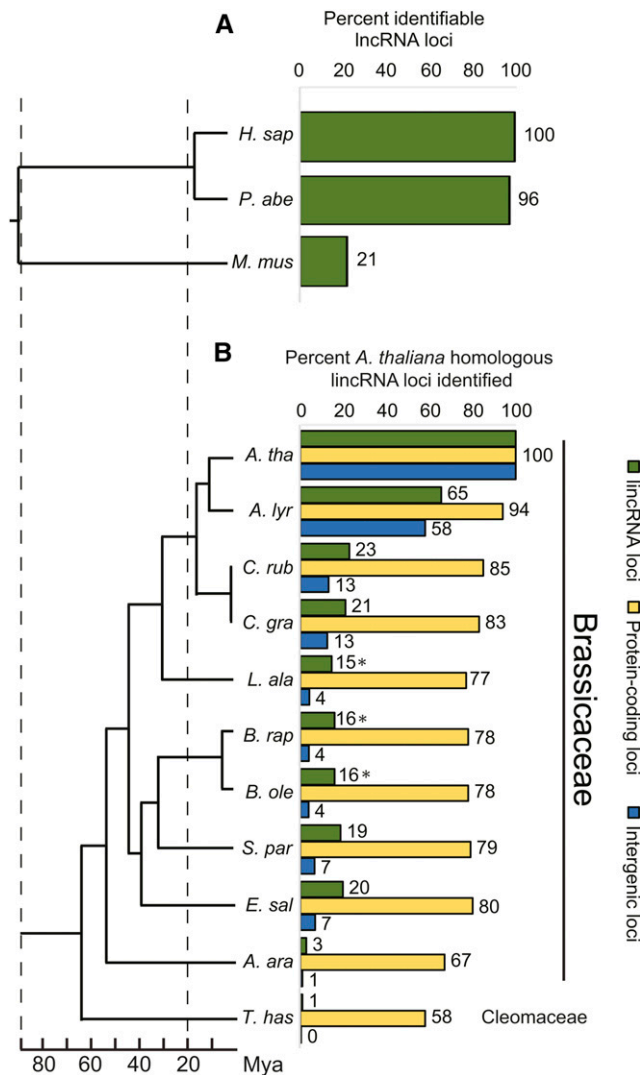 A
Percent identifiable
lncRNA loci
0 20 40 60 80 100
H. sap
100
P. abe
96
M. mus
21
B
Percent A. thaliana homologous
lincRNA loci identified
0 20 40 60 80 100
A. tha
100
A. lyr
65
94
58
C. rub
23
85
13
C. gra
21
83
13
L. ala
15*
77
4
B. rap
16*
78
4
B. ole
16*
78
4
S. par
19
79
7
E. sal
20
80
7
A. ara
3
67
1
T. has
1
58
0
Cleomaceae
Brassicaceae
lincRNA loci
Protein-coding loci
Intergenic loci
80 60 40 20 Mya